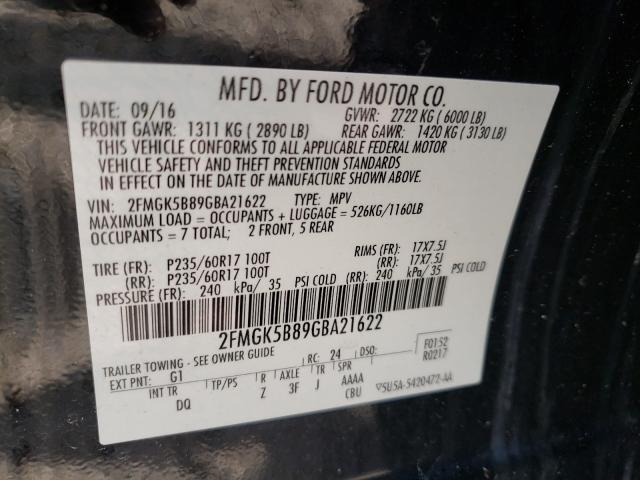 MFD. BY FORD MOTOR CO.
DATE: 09/16 GVWR: 2722 KG ( 6000 LB)
FRONT GAWR: 1311 KG ( 2890 LB) REAR GAWR: 1420 KG ( 3130 LB)
THIS VEHICLE CONFORMS TO ALL APPLICABLE FEDERAL MOTOR
VEHICLE SAFETY AND THEFT PREVENTION STANDARDS
IN EFFECT ON THE DATE OF MANUFACTURE SHOWN ABOVE.
VIN: 2FMGK5B89GBA21622 TYPE: MPV
MAXIMUM LOAD = OCCUPANTS + LUGGAGE = 526KG/1160LB
OCCUPANTS = 7 TOTAL; 2 FRONT, 5 REAR
TIRE (FR): P235/60R17 100T RIMS (FR): 17X7.5J
(RR): P235/60R17 100T (RR): 17X7.5J
PRESSURE (FR): 240 kPa/ 35 PSI COLD (RR): 240 kPa/ 35 PSI COLD
2FMGK5B89GBA21622
TRAILER TOWING - SEE OWNER GUIDE RC: 24 DSO: F0152
EXT PNT: G1 R0217
INT TR TP/PS R AXLE TR SPR
DQ Z 3F J AAAA
CBU
5U5A-5420472-AA